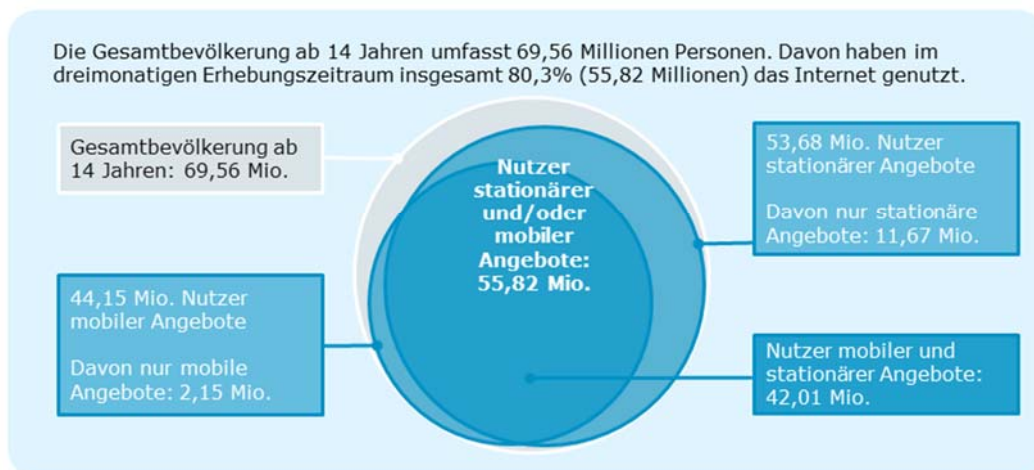 Die Gesamtbevölkerung ab 14 Jahren umfasst 69,56 Millionen Personen. Davon haben im
dreimonatigen Erhebungszeitraum insgesamt 80,3% (55,82 Millionen) das Internet genutzt.
Gesamtbevölkerung ab
14 Jahren: 69,56 Mio.
Nutzer
stationärer
und/oder
mobiler
Angebote:
55,82 Mio.
53,68 Mio. Nutzer
stationärer Angebote
Davon nur stationäre
Angebote: 11,67 Mio.
44,15 Mio. Nutzer
mobiler Angebote
Davon nur mobile
Angebote: 2,15 Mio.
Nutzer mobiler und
stationärer Angebote:
42,01 Mio.